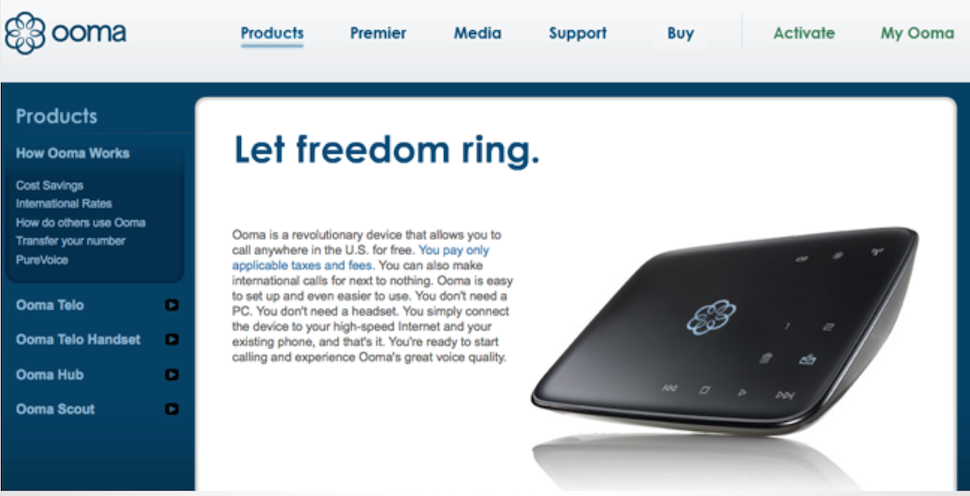 ooma
Products Premier Media Support Buy Activate My Ooma
Products
How Ooma Works
Cost Savings
International Rates
How do others use Ooma
Transfer your number
PureVoice
Ooma Telo
Ooma Telo Handset
Ooma Hub
Ooma Scout
Let freedom ring.
Ooma is a revolutionary device that allows you to
call anywhere in the U.S. for free. You pay only
applicable taxes and fees. You can also make
international calls for next to nothing. Ooma is easy
to set up and even easier to use. You don't need a
PC. You don't need a headset. You simply connect
the device to your high-speed Internet and your
existing phone, and that's it. You're ready to start
calling and experience Ooma's great voice quality.
1 2